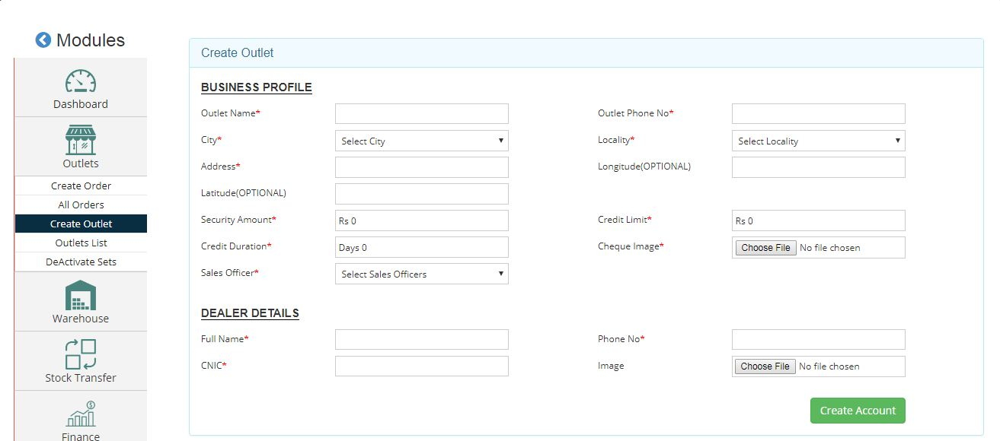 Modules
Dashboard
Outlets
Create Order
All Orders
Create Outlet
Outlets List
DeActivate Sets
Warehouse
Stock Transfer
Finance
Create Outlet
BUSINESS PROFILE
Outlet Name* Outlet Phone No*
City* Select City Locality* Select Locality
Address* Longitude(OPTIONAL)
Latitude(OPTIONAL)
Security Amount* Rs 0 Credit Limit* Rs 0
Credit Duration* Days 0 Cheque Image* Choose File No file chosen
Sales Officer* Select Sales Officers
DEALER DETAILS
Full Name* Phone No*
CNIC* Image Choose File No file chosen
Create Account